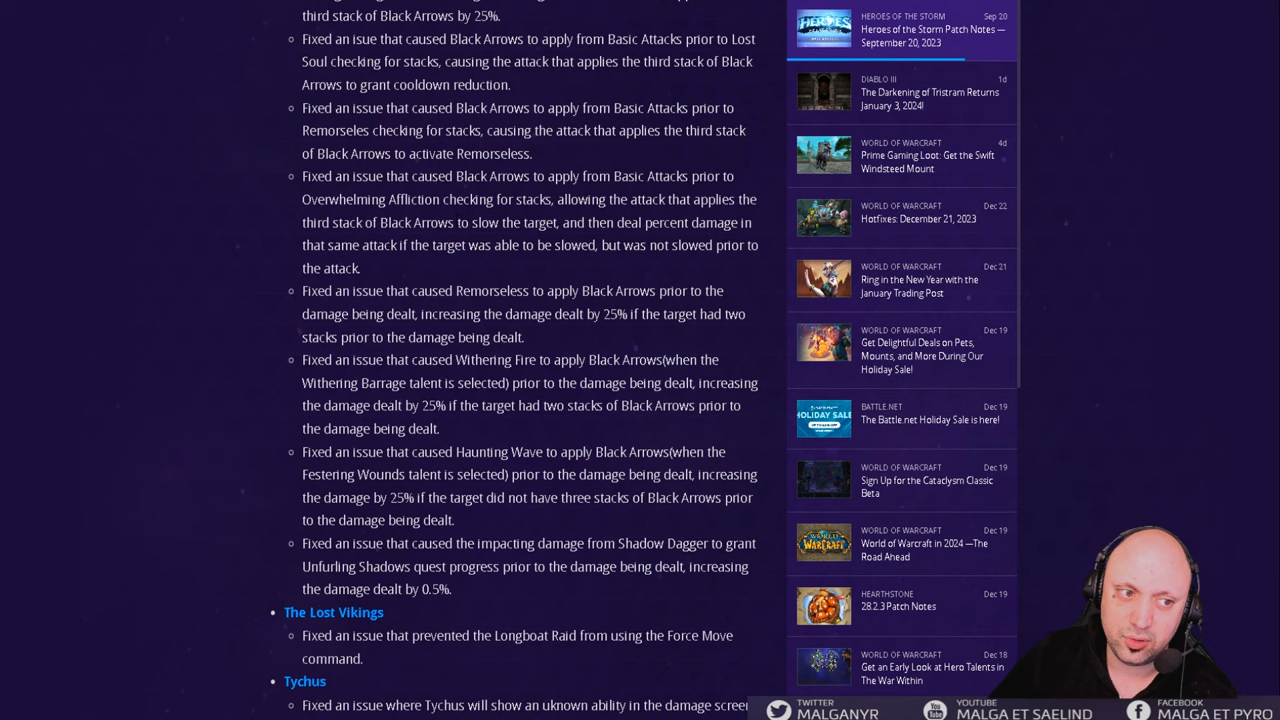 third stack of Black Arrows by 25%.
Fixed an isue that caused Black Arrows to apply from Basic Attacks prior to Lost
Soul checking for stacks, causing the attack that applies the third stack of Black
Arrows to grant cooldown reduction.
Fixed an issue that caused Black Arrows to apply from Basic Attacks prior to
Remorseles checking for stacks, causing the attack that applies the third stack
of Black Arrows to activate Remorseless.
Fixed an issue that caused Black Arrows to apply from Basic Attacks prior to
Overwhelming Affliction checking for stacks, allowing the attack that applies the
third stack of Black Arrows to slow the target, and then deal percent damage in
that same attack if the target was able to be slowed, but was not slowed prior to
the attack.
Fixed an issue that caused Remorseless to apply Black Arrows prior to the
damage being dealt, increasing the damage dealt by 25% if the target had two
stacks prior to the damage being dealt.
Fixed an issue that caused Withering Fire to apply Black Arrows(when the
Withering Barrage talent is selected) prior to the damage being dealt, increasing
the damage dealt by 25% if the target had two stacks of Black Arrows prior to
the damage being dealt.
Fixed an issue that caused Haunting Wave to apply Black Arrows(when the
Festering Wounds talent is selected) prior to the damage being dealt, increasing
the damage by 25% if the target did not have three stacks of Black Arrows prior
to the damage being dealt.
Fixed an issue that caused the impacting damage from Shadow Dagger to grant
Unfurling Shadows quest progress prior to the damage being dealt, increasing
the damage dealt by 0.5%.
The Lost Vikings
Fixed an issue that prevented the Longboat Raid from using the Force Move
command.
Tychus
Fixed an issue where Tychus will show an uknown ability in the damage screen
HEROES OF THE STORM Sep 20
Heroes of the Storm Patch Notes —
September 20, 2023
DIABLO III 1d
The Darkening of Tristram Returns
January 3, 2024!
WORLD OF WARCRAFT 4d
Prime Gaming Loot: Get the Swift
Windsteed Mount
WORLD OF WARCRAFT Dec 22
Hotfixes: December 21, 2023
WORLD OF WARCRAFT Dec 21
Ring in the New Year with the
January Trading Post
WORLD OF WARCRAFT Dec 19
Get Delightful Deals on Pets,
Mounts, and More During Our
Holiday Sale!
BATTLE.NET Dec 19
The Battle.net Holiday Sale is here!
HOLIDAY SALE
WORLD OF WARCRAFT Dec 19
Sign Up for the Cataclysm Classic
Beta
WORLD OF WARCRAFT Dec 19
World of Warcraft in 2024 —The
Road Ahead
HEARTHSTONE Dec 19
28.2.3 Patch Notes
WORLD OF WARCRAFT Dec 18
Get an Early Look at Hero Talents in
The War Within
TWITTER
MALGANYR
YOUTUBE
MALGA ET SAELIND
FACEBOOK
MALGA ET PYRO